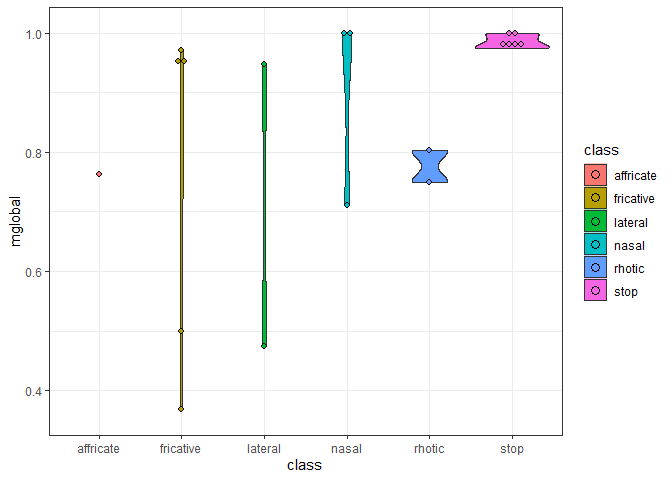 1.0
0.8
0.6
0.4
mglobal
affricate fricative lateral nasal rhotic stop
class
class
affricate
fricative
lateral
nasal
rhotic
stop